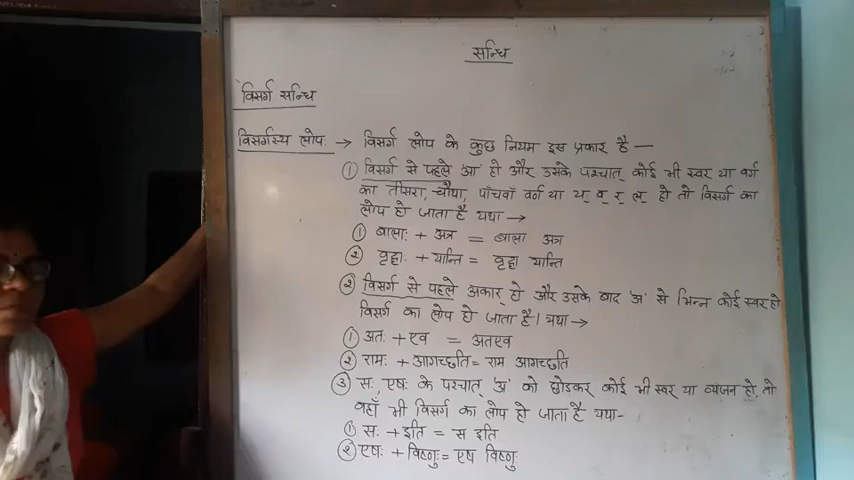 सन्धि
विसर्ग सन्धि
विसर्गस्य लोपः → विसर्ग लोप के कुछ नियम इस प्रकार है —
① विसर्ग से पहले 'आ' हो और उसके पश्चात् कोई भी स्वर या वर्ग
का तीसरा, चौथा, पाँचवाँ वर्ग या य् व् र् ल् हो तो विसर्ग का
लोप हो जाता है यथा →
① बालाः + अत्र = बाला अत्र
② वृद्धाः + यान्ति = वृद्धा यान्ति
② विसर्ग से पहले अकार् हो और उसके बाद 'अ' से भिन्न कोई स्वर हो
विसर्ग का लोप हो जाता है। यथा →
① अतः + एव = अतएव
② रामः + आगच्छति = राम आगच्छति
③ सः, एषः के पश्चात् 'अ' को छोड़कर् कोई भी स्वर् या व्यंजन हो, तो
वहाँ भी विसर्ग का लोप हो जाता है यथा-
① सः + इति = स इति
② एषः + विष्णुः = एष विष्णुः